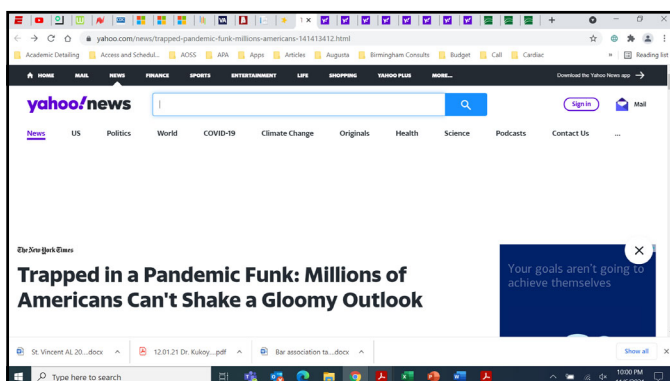 yahoo.com/news/trapped-pandemic-funk-millions-americans-141413412.html
Academic Detailing Access and Schedul... AOSS APA Apps Articles Augusta Birmingham Consults Budget Call Cardiac » Reading list
HOME MAIL NEWS FINANCE SPORTS ENTERTAINMENT LIFE SHOPPING YAHOO PLUS MORE... Download the Yahoo News app →
yahoo!news Sign in Mail
News US Politics World COVID-19 Climate Change Originals Health Science Podcasts Contact Us ...
The New York Times
Trapped in a Pandemic Funk: Millions of
Americans Can't Shake a Gloomy Outlook
Your goals aren't going to
achieve themselves
St. Vincent AL 20....docx 12.01.21 Dr. Kukoy....pdf Bar association ta....docx Show all
Type here to search 10:00 PM